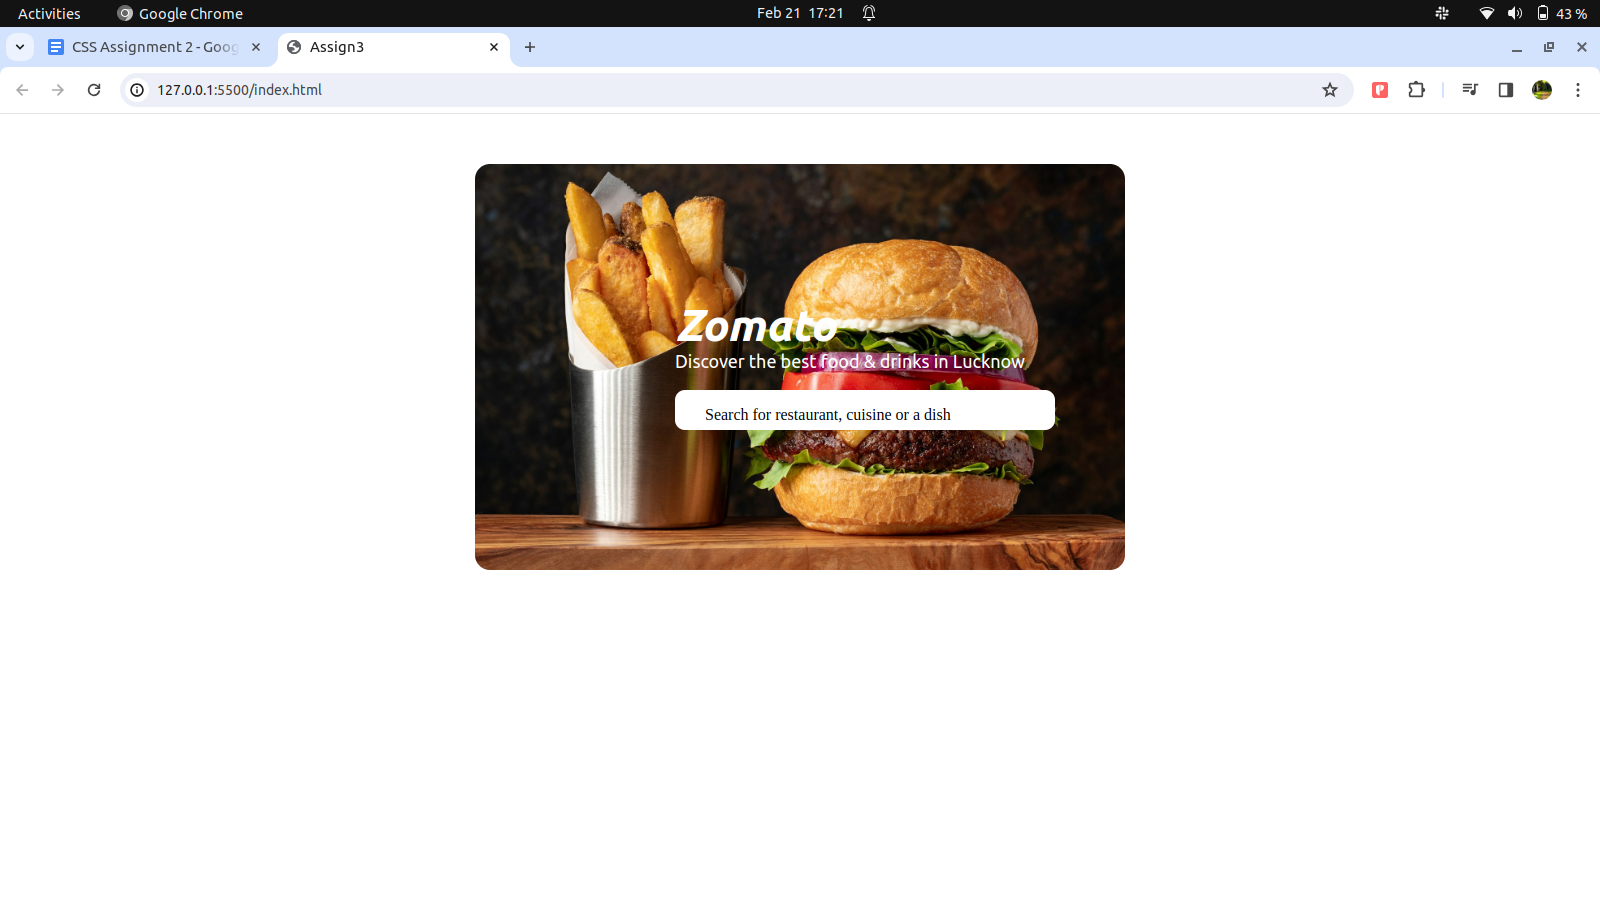 Activities Google Chrome Feb 21 17:21 43 %
CSS Assignment 2 - Goog Assign3
127.0.0.1:5500/index.html
Zomato
Discover the best food & drinks in Lucknow
Search for restaurant, cuisine or a dish